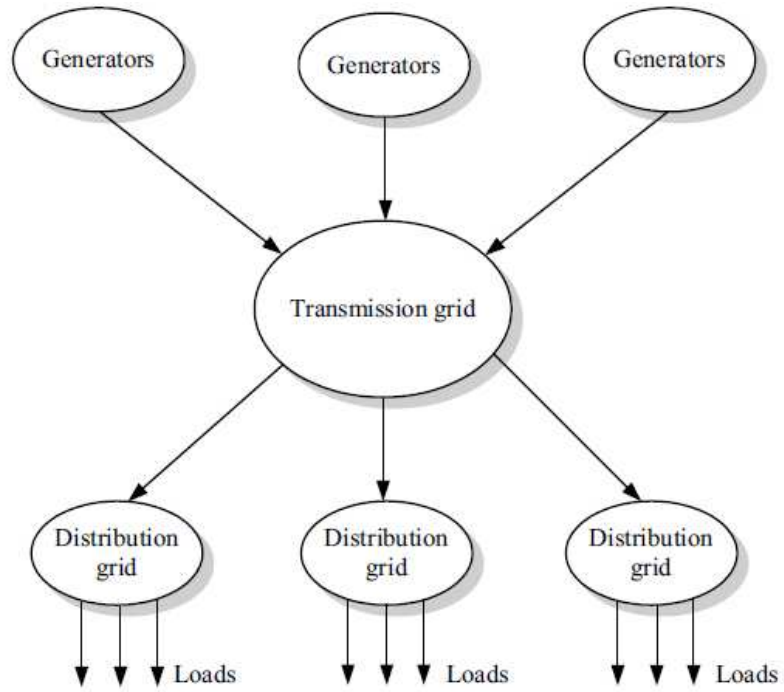 Generators
Generators
Generators
Transmission grid
Distribution
grid
Distribution
grid
Distribution
grid
Loads
Loads
Loads